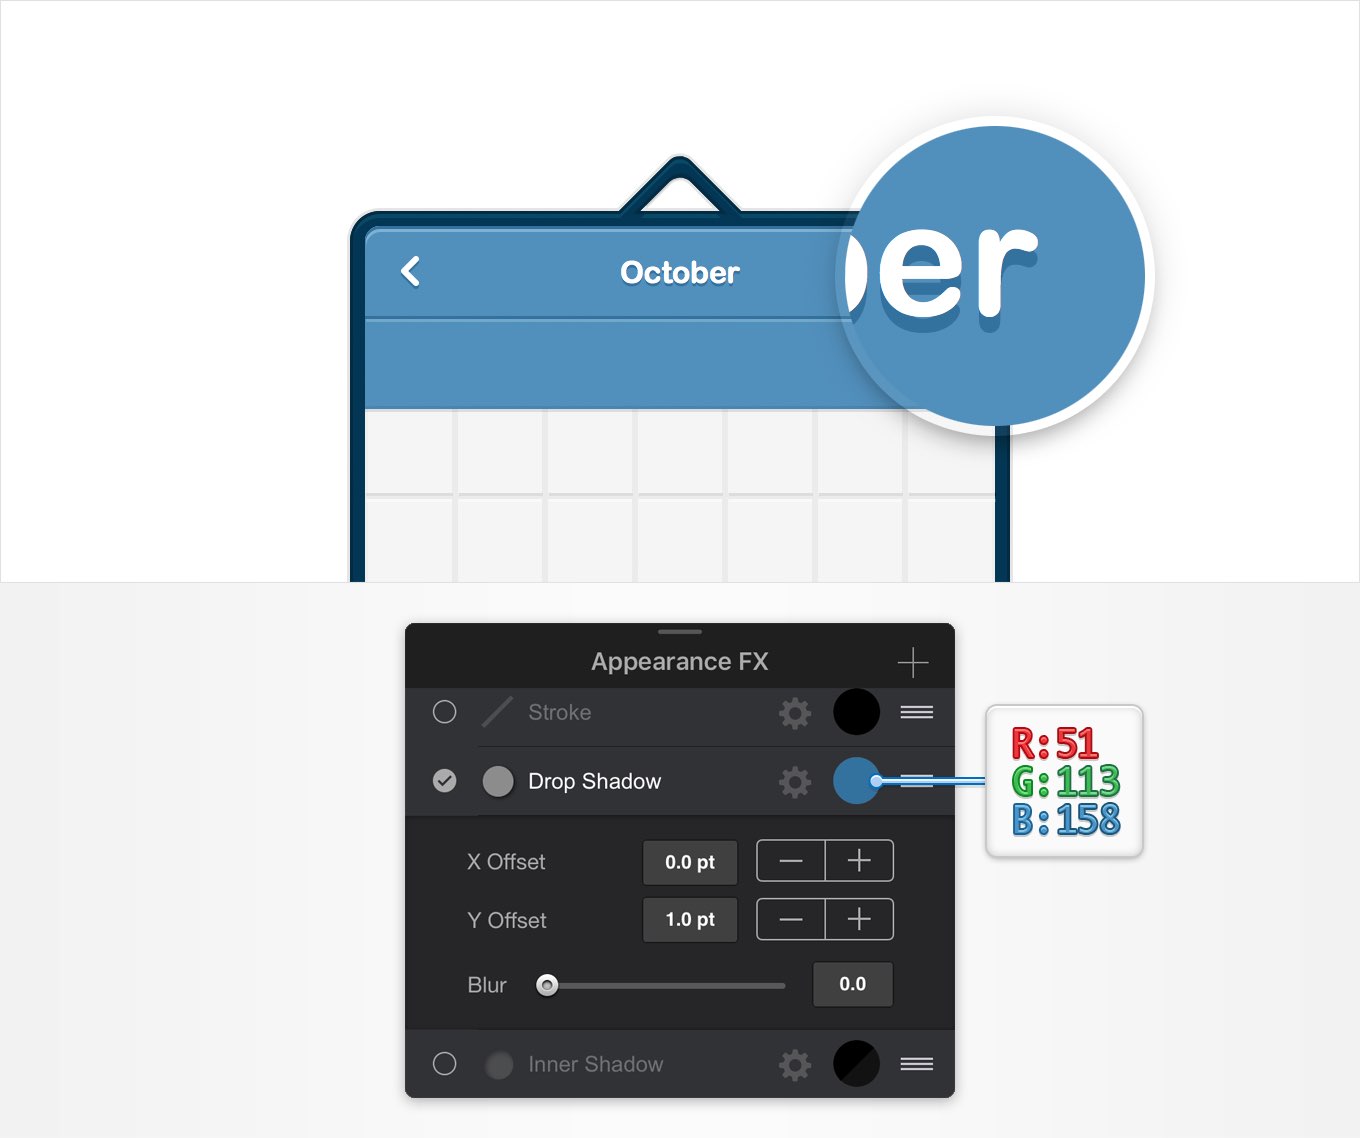 October
ber
Appearance FX
Stroke
Drop Shadow
R:51
G:113
B:158
X Offset 0.0 pt
Y Offset 1.0 pt
Blur 0.0
Inner Shadow